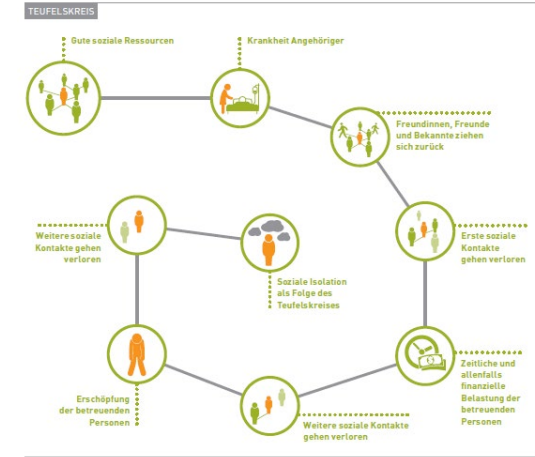 TEUFELSKREIS
Gute soziale Ressourcen
Krankheit Angehöriger
Freundinnen, Freunde
und Bekannte ziehen
sich zurück
Erste soziale
Kontakte
gehen verloren
Zeitliche und
allenfalls
finanzielle
Belastung der
betreuenden
Personen
Weitere soziale Kontakte
gehen verloren
Erschöpfung
der betreuenden
Personen
Weitere soziale
Kontakte gehen
verloren
Soziale Isolation
als Folge des
Teufelskreises